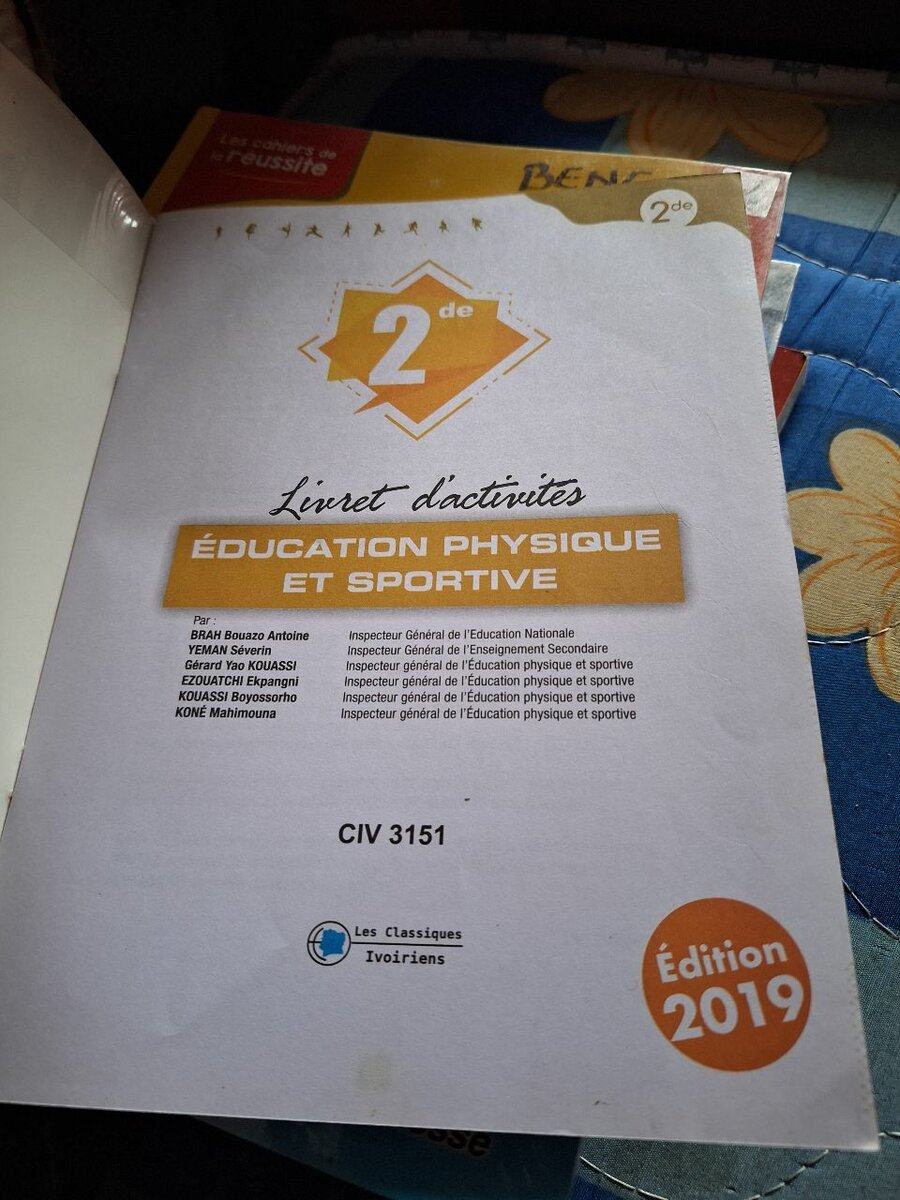 Les cahiers de
la réussite
2de
2de
Livret d'activités
ÉDUCATION PHYSIQUE
ET SPORTIVE
Par :
BRAH Bouazo Antoine Inspecteur Général de l'Education Nationale
YEMAN Séverin Inspecteur Général de l'Enseignement Secondaire
Gérard Yao KOUASSI Inspecteur général de l'Éducation physique et sportive
EZOUATCHI Ekpangni Inspecteur général de l'Éducation physique et sportive
KOUASSI Boyossorho Inspecteur général de l'Éducation physique et sportive
KONÉ Mahimouna Inspecteur général de l'Éducation physique et sportive
CIV 3151
Les Classiques
Ivoiriens
Édition
2019